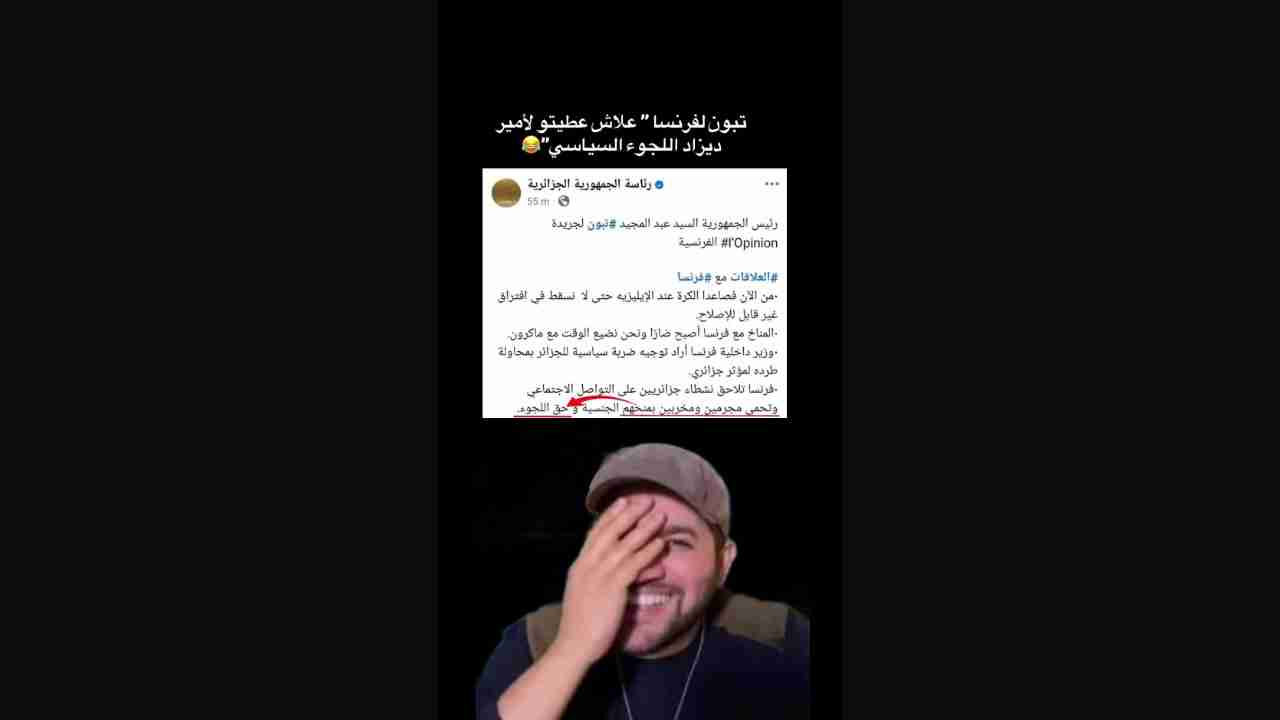 تبون لفرنسا " علاش عطيتو لأمير
ديزاد اللجوء السياسي"😂
رئاسة الجمهورية الجزائرية
55 m
رئيس الجمهورية السيد عبد المجيد #تبون لجريدة
#l'Opinion الفرنسية
#العلاقات مع #فرنسا
-من الآن فصاعدا الكرة عند الإيليزيه حتى لا نسقط في افتراق
غير قابل للإصلاح.
-المناخ مع فرنسا أصبح ضارًا ونحن نضيع الوقت مع ماكرون.
-وزير داخلية فرنسا أراد توجيه ضربة سياسية للجزائر بمحاولة
طرده لمؤثر جزائري.
-فرنسا تلاحق نشطاء جزائريين على التواصل الاجتماعي
وتحمي مجرمين ومخربين بمنحهم الجنسية و حق اللجوء.